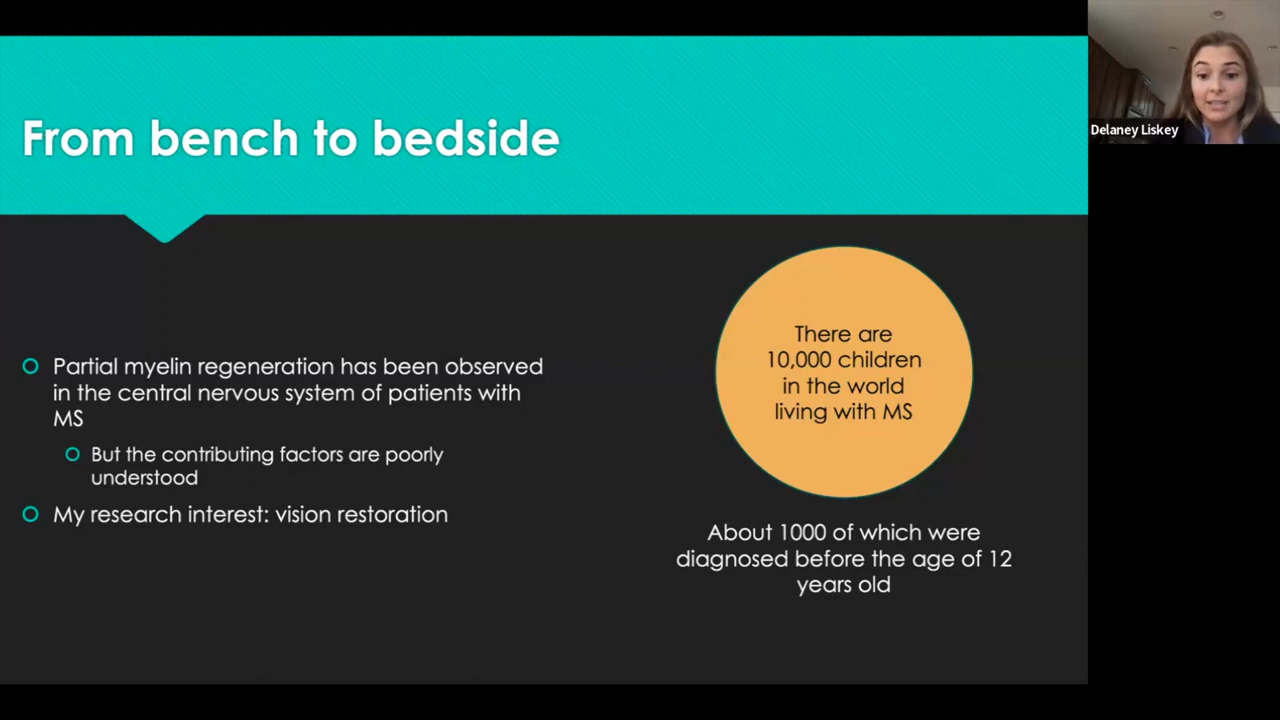 From bench to bedside
Partial myelin regeneration has been observed
in the central nervous system of patients with
MS
But the contributing factors are poorly
understood
My research interest: vision restoration
There are
10,000 children
in the world
living with MS
About 1000 of which were
diagnosed before the age of 12
years old
Delaney Liskey